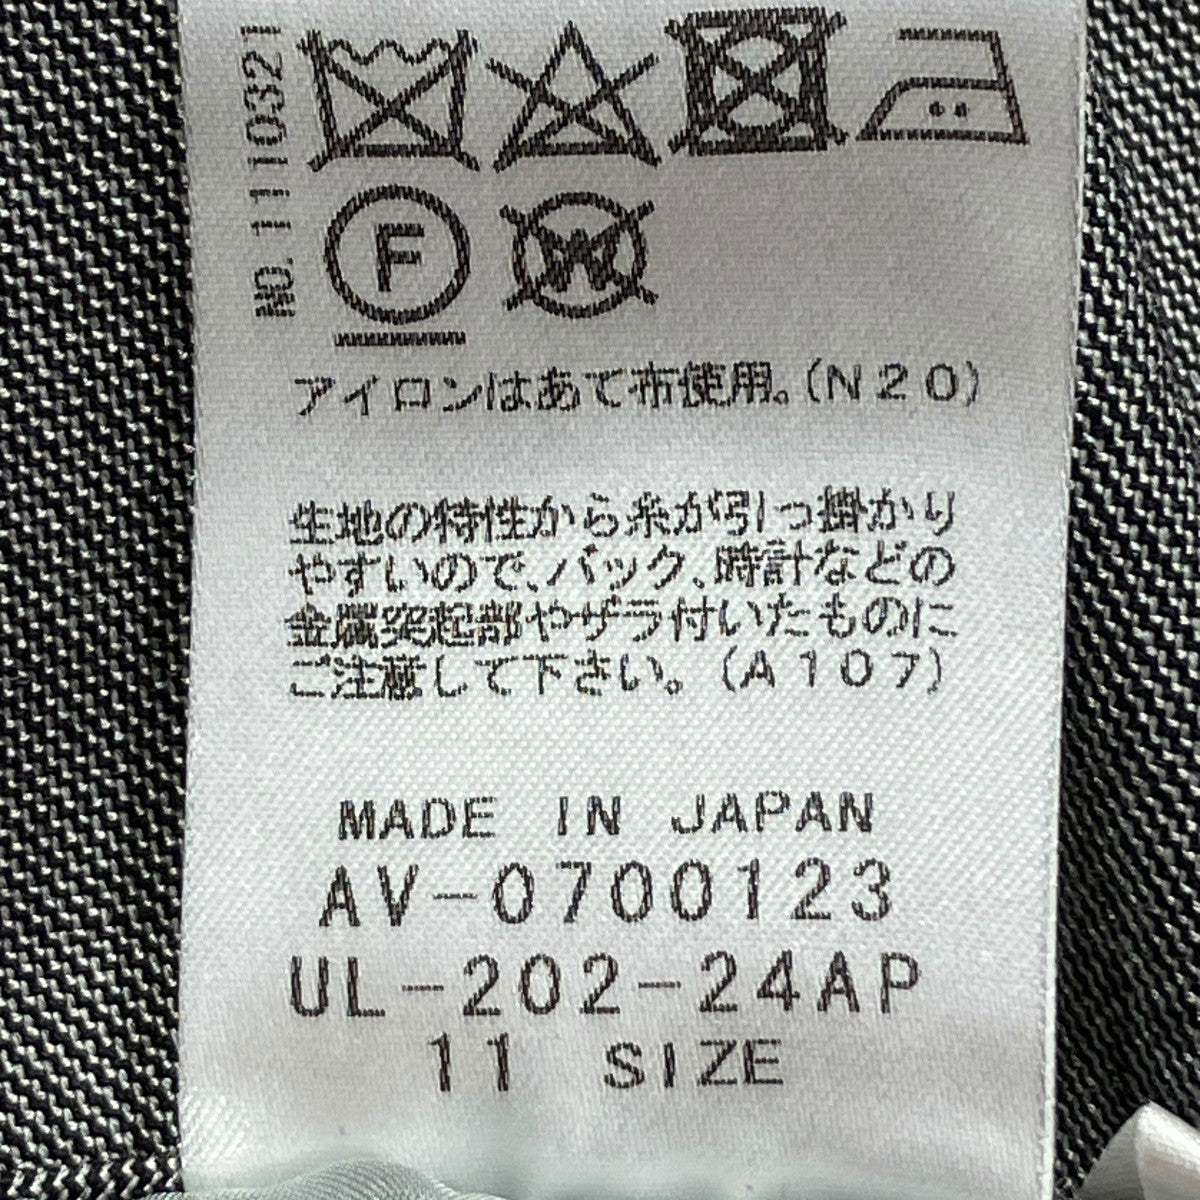 NO.1110321
F
W
アイロンはあて布使用。(N20)
生地の特性から糸が引っ掛かり
やすいので、バック、時計などの
金属突起部やザラ付いたものに
ご注意して下さい。(A107)
MADE IN JAPAN
AV-0700123
UL-202-24AP
11 SIZE